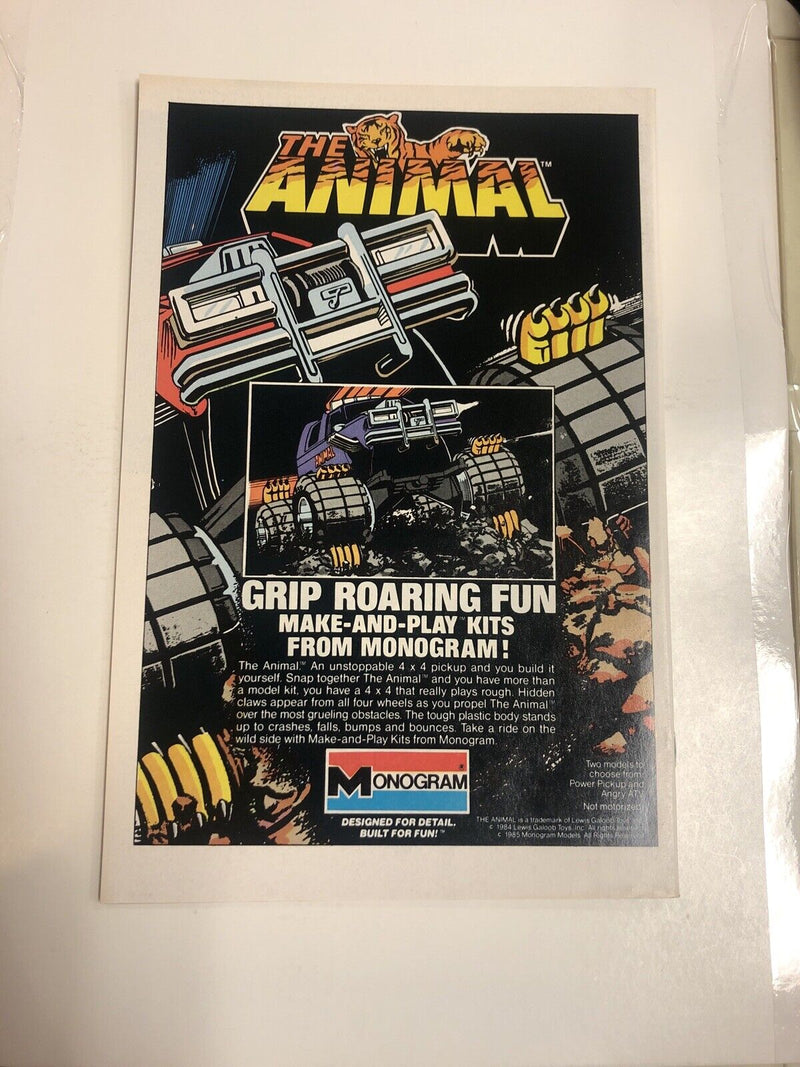 THE
ANIMAL™
ANIMAL
GRIP ROARING FUN
MAKE-AND-PLAY™ KITS
FROM MONOGRAM!
The Animal.™ An unstoppable 4 x 4 pickup and you build it
yourself. Snap together The Animal™ and you have more than
a model kit, you have a 4 x 4 that really plays rough. Hidden
claws appear from all four wheels as you propel The Animal™
over the most grueling obstacles. The tough plastic body stands
up to crashes, falls, bumps and bounces. Take a ride on the
wild side with Make-and-Play Kits from Monogram.
MONOGRAM®
DESIGNED FOR DETAIL.
BUILT FOR FUN!™
Two models to
choose from:
Power Pickup and
Angry ATV
Not motorized
THE ANIMAL is a trademark of Lewis Galoob Toys
© 1984 Lewis Galoob Toys, Inc. All rights reserved
© 1985 Monogram Models All Rights Reserved